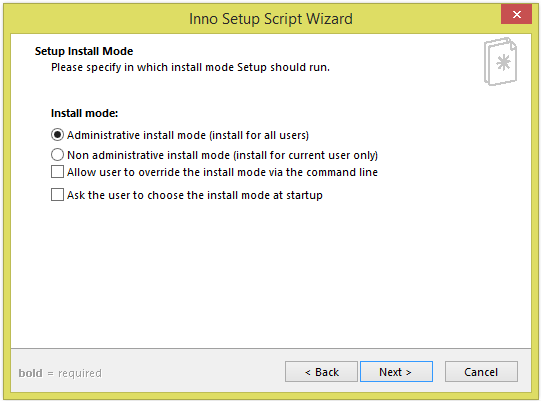 Inno Setup Script Wizard
Setup Install Mode
Please specify in which install mode Setup should run.
Install mode:
Administrative install mode (install for all users)
Non administrative install mode (install for current user only)
Allow user to override the install mode via the command line
Ask the user to choose the install mode at startup
bold = required
< Back
Next >
Cancel